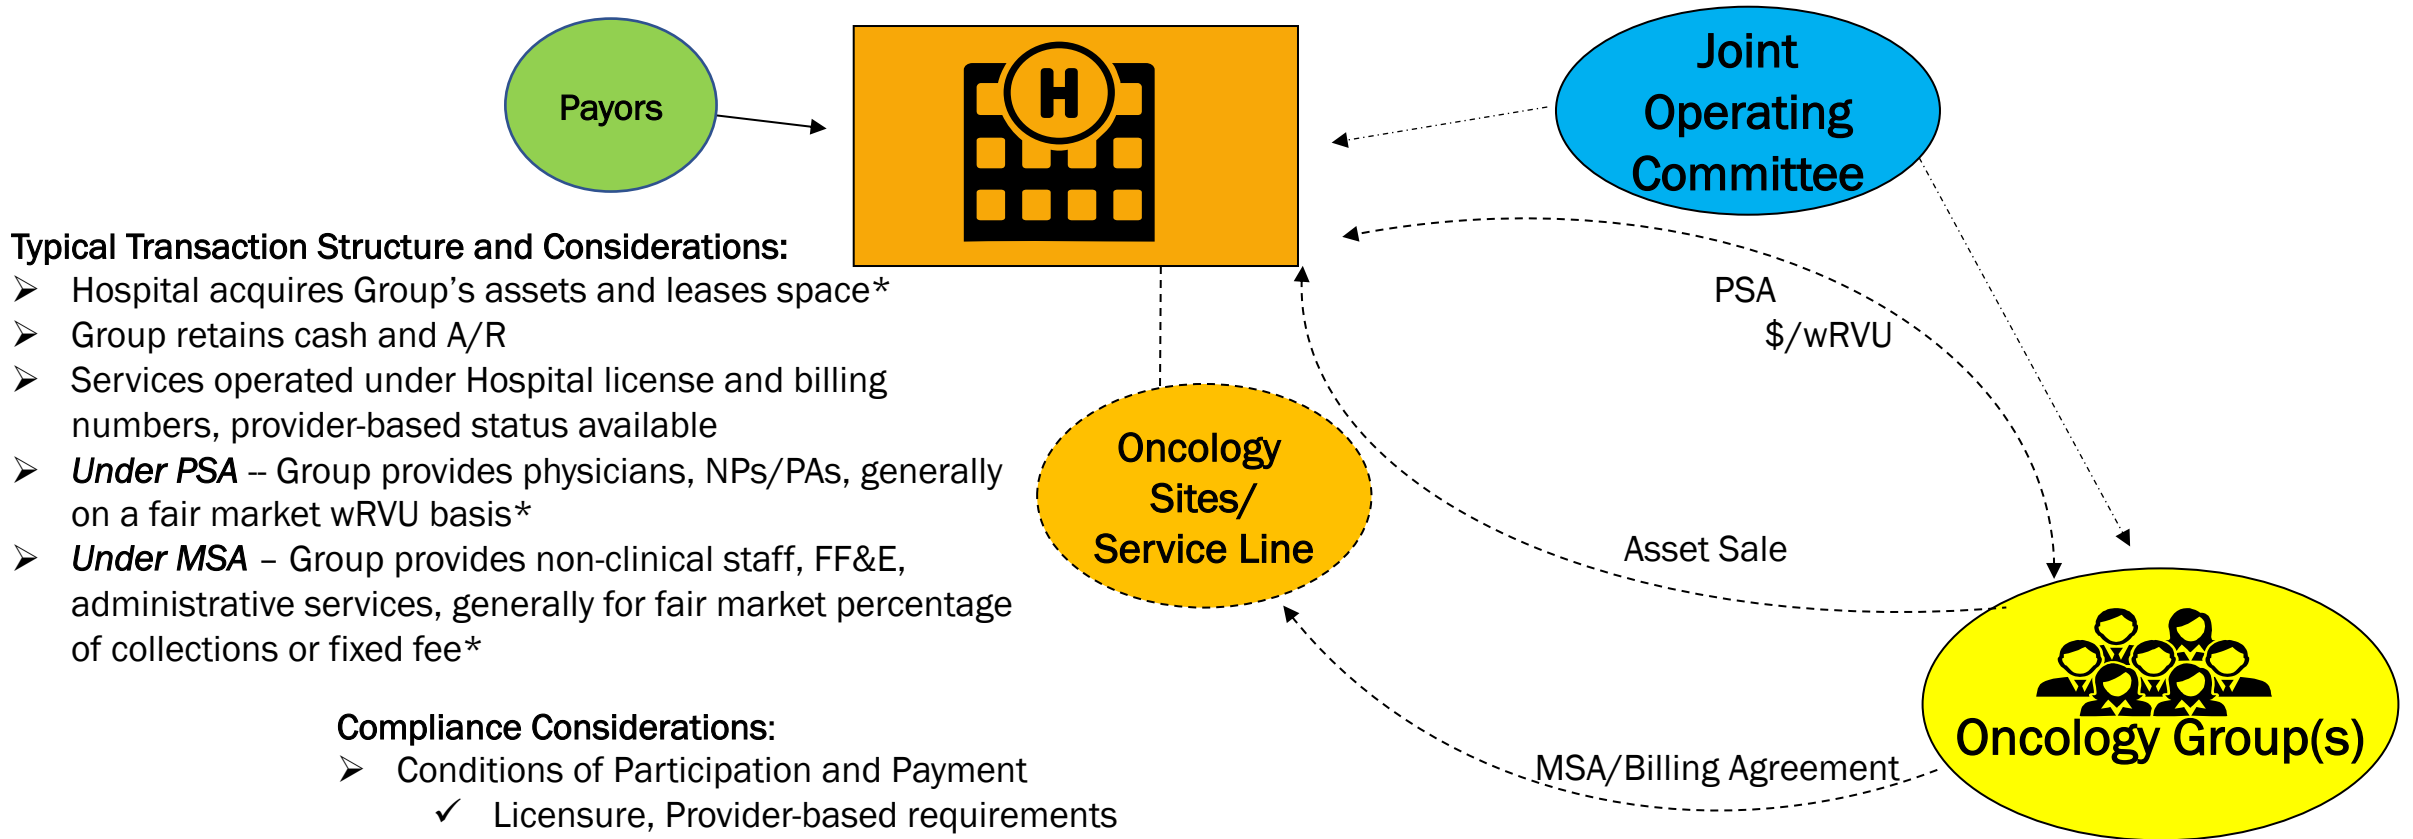 Payors
H
Joint
Operating
Committee
Typical Transaction Structure and Considerations:
➢ Hospital acquires Group’s assets and leases space*
➢ Group retains cash and A/R
➢ Services operated under Hospital license and billing
numbers, provider-based status available
➢ Under PSA -- Group provides physicians, NPs/PAs, generally
on a fair market wRVU basis*
➢ Under MSA – Group provides non-clinical staff, FF&E,
administrative services, generally for fair market percentage
of collections or fixed fee*
PSA
$/wRVU
Oncology
Sites/
Service Line
Asset Sale
MSA/Billing Agreement
Oncology Group(s)
Compliance Considerations:
➢ Conditions of Participation and Payment
✓ Licensure, Provider-based requirements